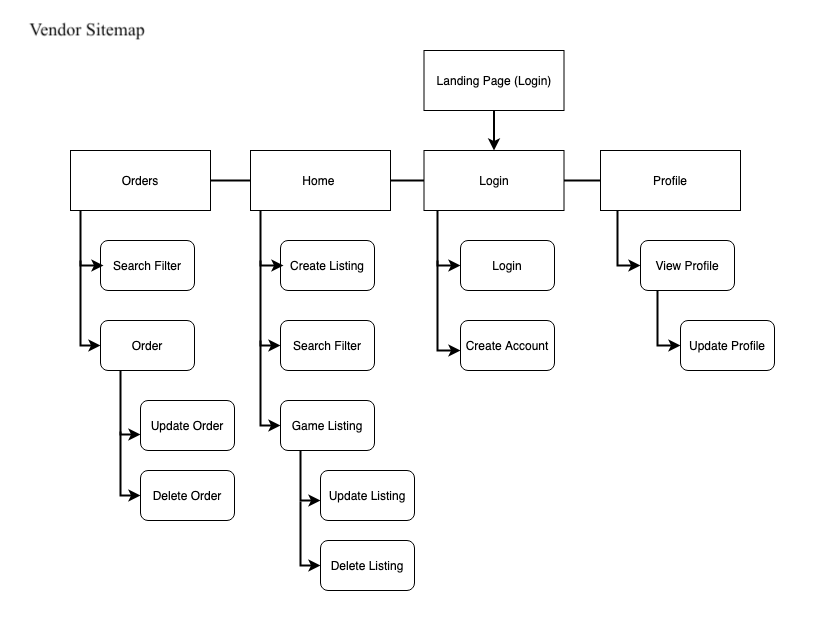 Vendor Sitemap
Landing Page (Login)
Orders
Home
Login
Profile
Search Filter
Create Listing
Login
View Profile
Order
Search Filter
Create Account
Update Profile
Update Order
Game Listing
Delete Order
Update Listing
Delete Listing